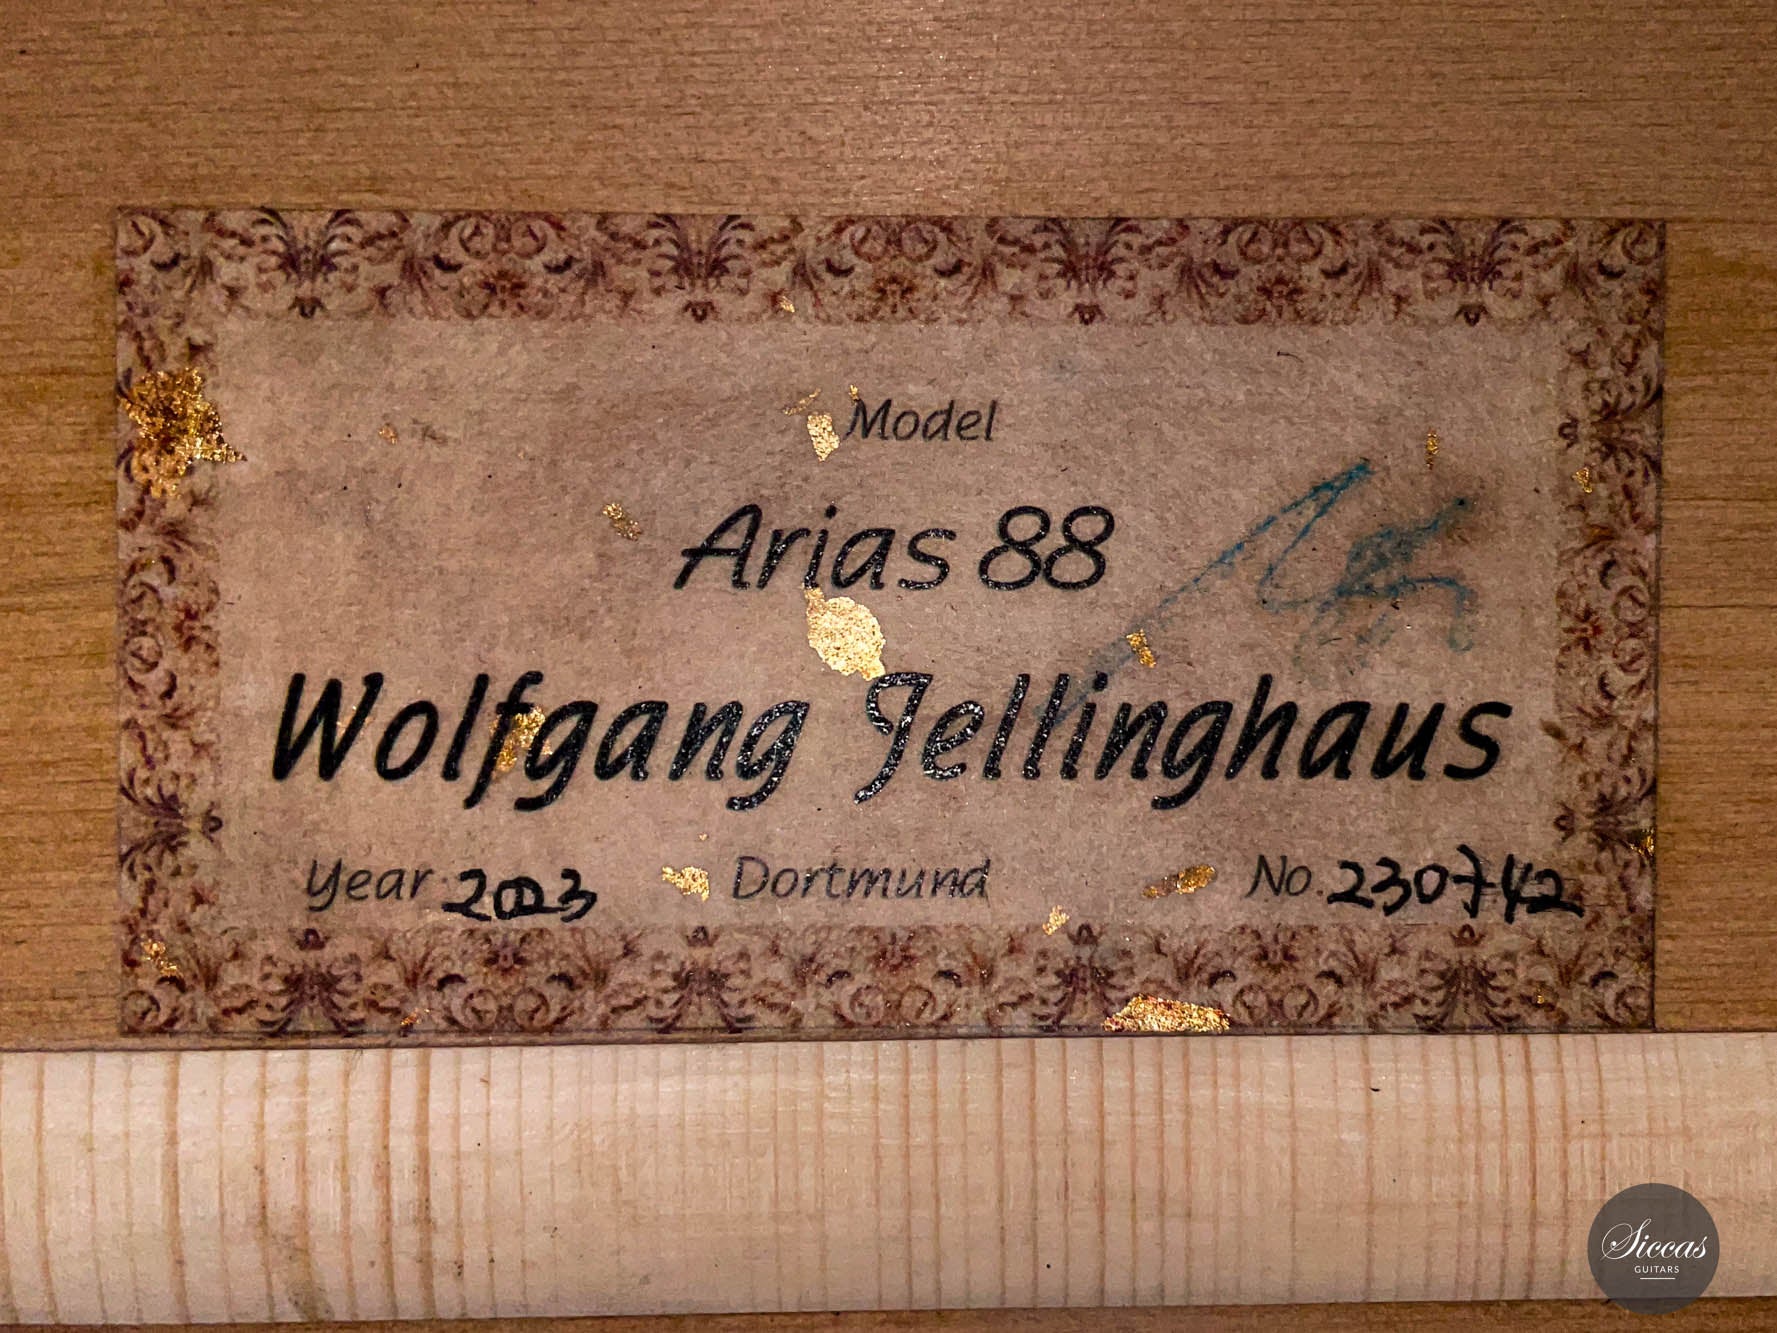 Model
Arias 88
Wolfgang Jellinghaus
Year 2023 Dortmund No. 230742
Siccas
GUITARS